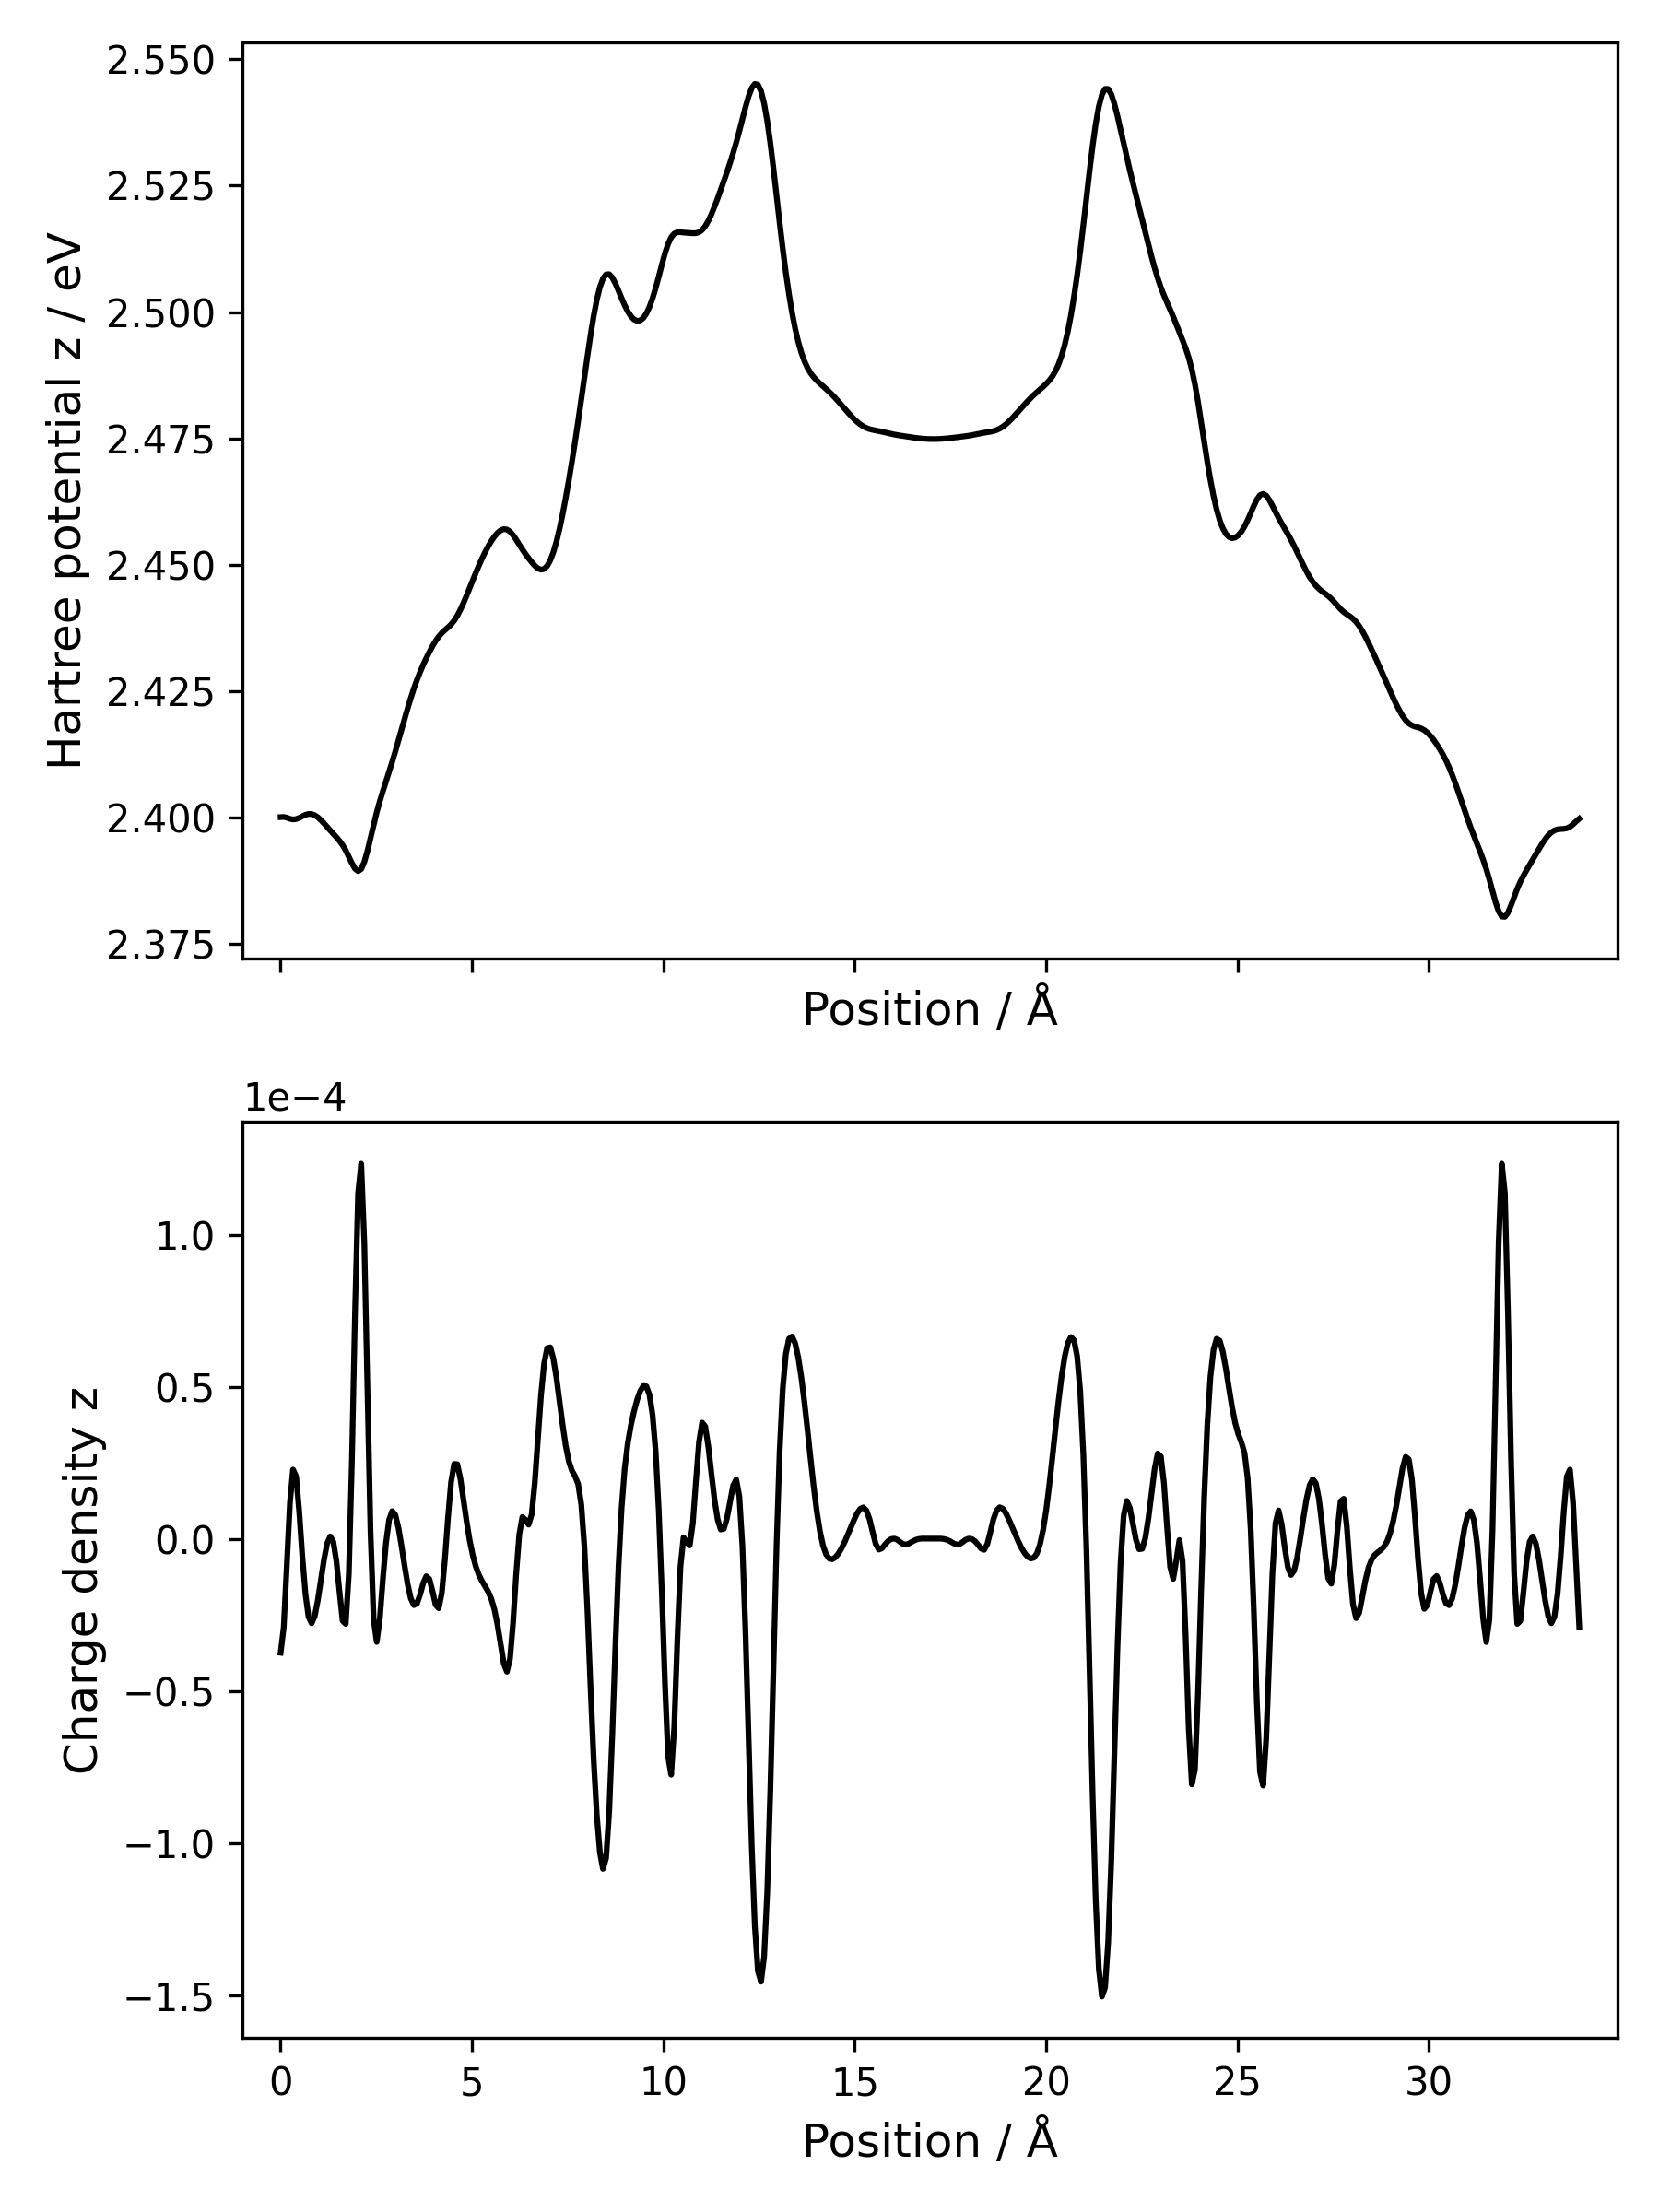 Hartree potential z / eV
2.550
2.525
2.500
2.475
2.450
2.425
2.400
2.375
Position / Å
1e−4
Charge density z
1.0
0.5
0.0
−0.5
−1.0
−1.5
0 5 10 15 20 25 30
Position / Å